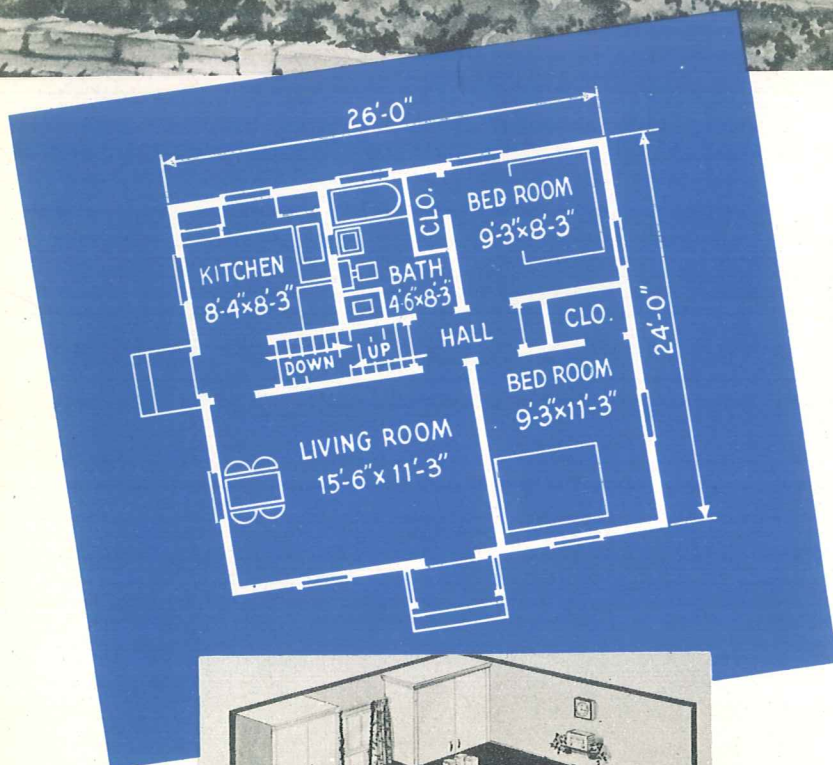 26'-0"
BED ROOM
9'-3"x8'-3"
CLO.
KITCHEN
8'-4"x8'-3"
BATH
4'-6"x8'-3"
24'-0"
CLO.
HALL
DOWN
UP
BED ROOM
9'-3"x11'-3"
LIVING ROOM
15'-6"x 11'-3"